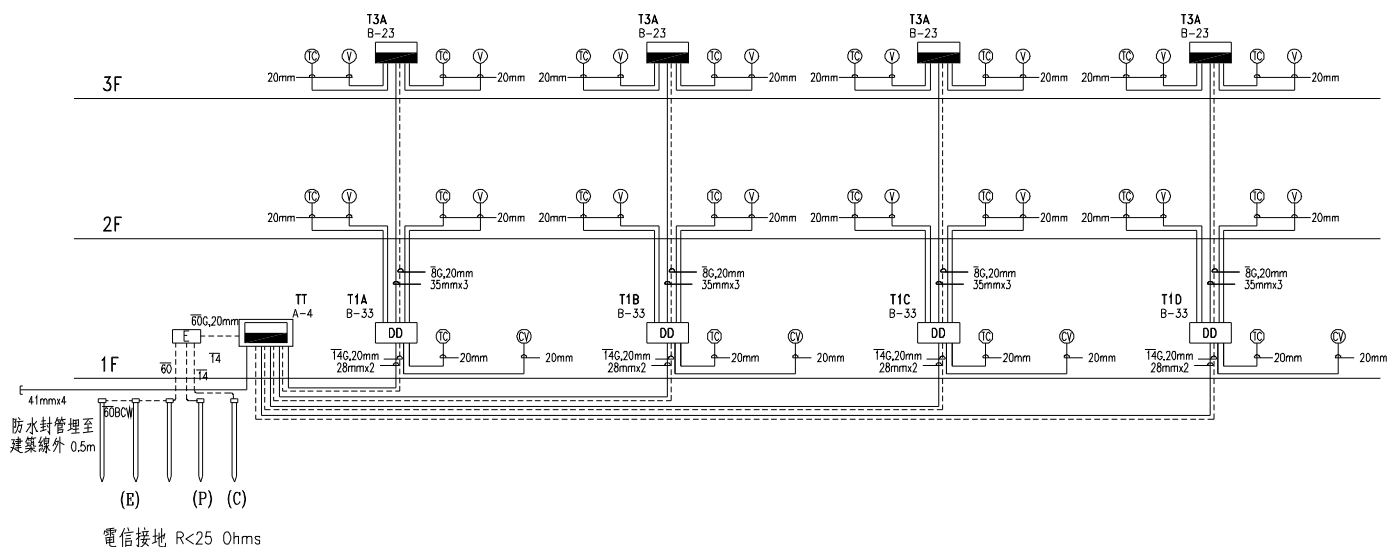 T3A T3A T3A T3A
B-23 B-23 B-23 B-23
TC V TC V TC V TC V TC V TC V TC V TC V
20mm 20mm 20mm 20mm 20mm 20mm 20mm 20mm
3F
TC V TC V TC V TC V TC V TC V TC V TC V
20mm 20mm 20mm 20mm 20mm 20mm 20mm 20mm
2F
8G,20mm 8G,20mm 8G,20mm 8G,20mm
35mmx3 35mmx3 35mmx3 35mmx3
TT T1A T1B T1C T1D
A-4 B-33 B-33 B-33 B-33
60G,20mm
E DD DD DD DD
TC CV TC CV TC CV TC CV
14G,20mm 20mm 20mm 14G,20mm 20mm 20mm 14G,20mm 20mm 20mm 14G,20mm 20mm 20mm
28mmx2 28mmx2 28mmx2 28mmx2
14
60
14
1F
41mmx4
60BCW
防水封管埋至
建築線外 0.5m
(E) (P) (C)
電信接地 R<25 Ohms